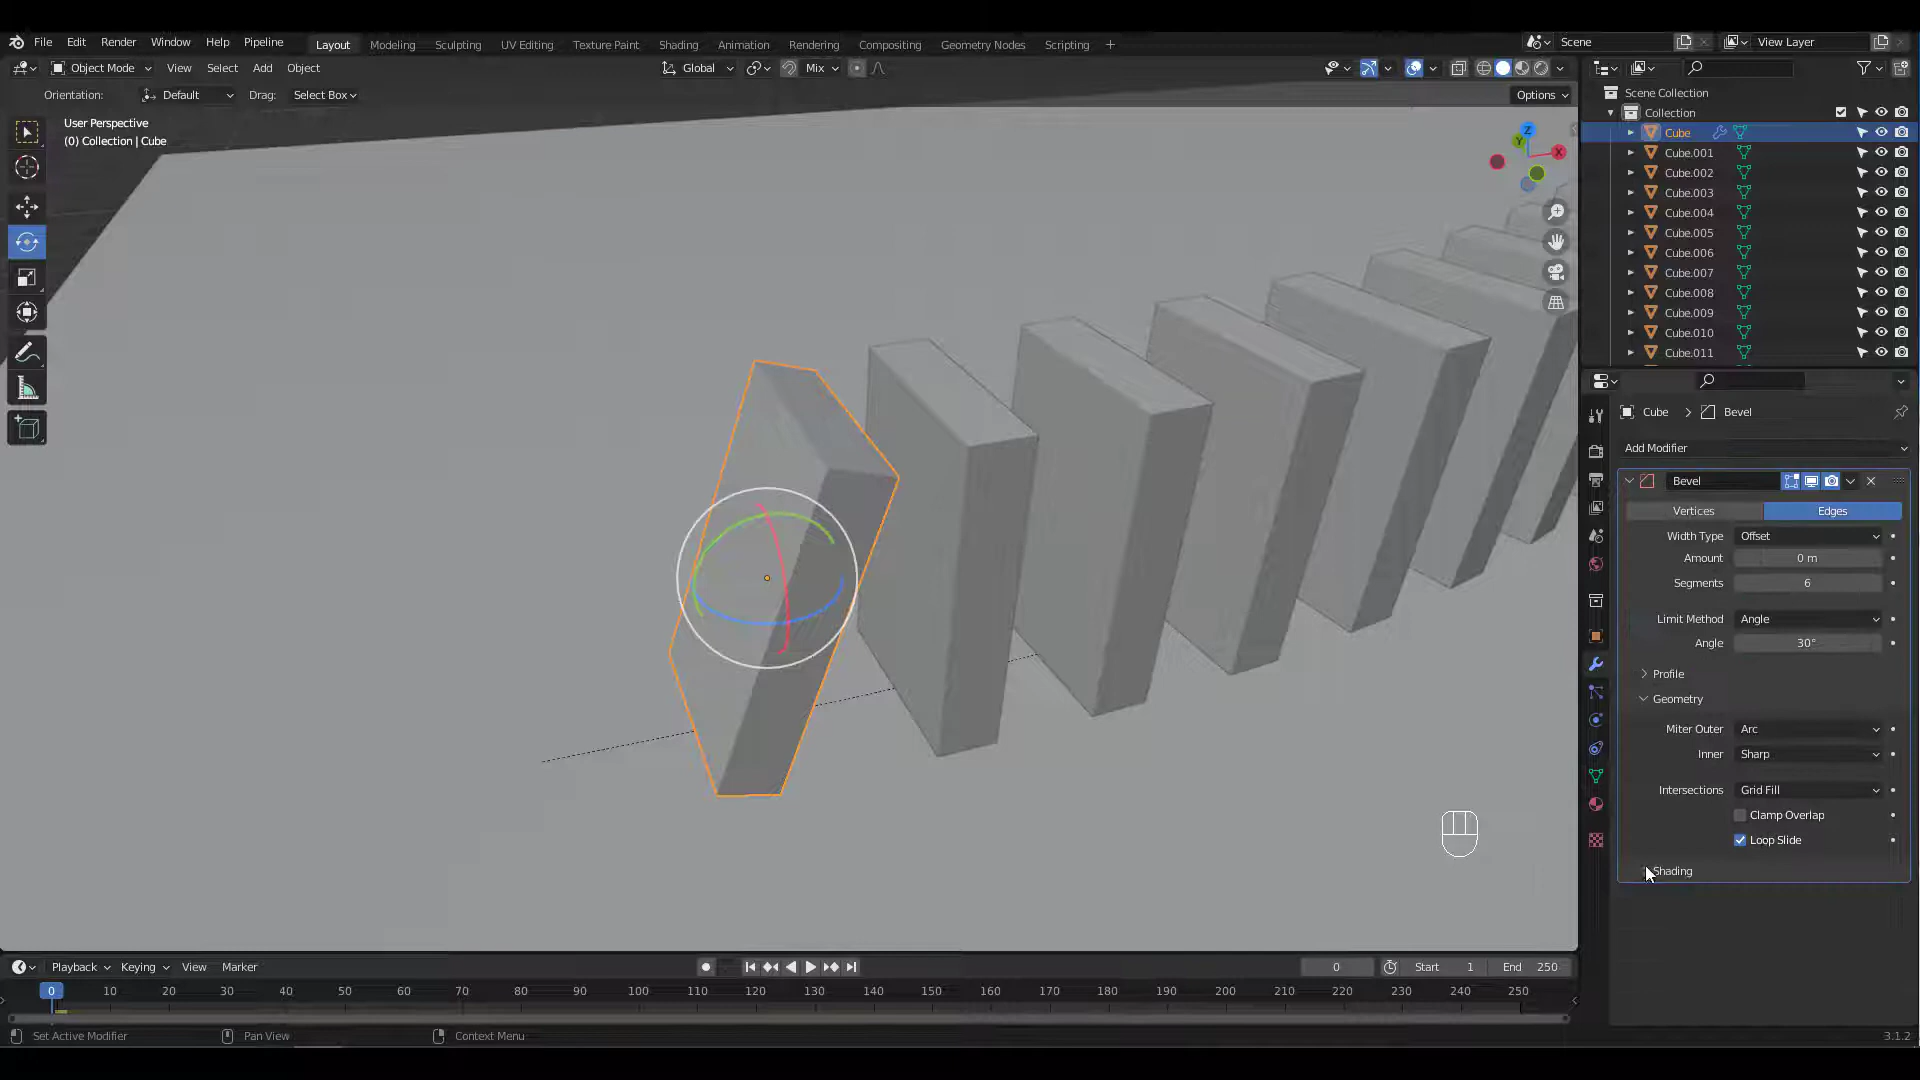 File Edit Render Window Help Pipeline Layout Modeling Sculpting UV Editing Texture Paint Shading Animation Rendering Compositing Geometry Nodes Scripting + Scene View Layer
Object Mode View Select Add Object Global Mix
Orientation: Default Drag: Select Box Options
User Perspective
(0) Collection | Cube
Z
Y
X
Scene Collection
Collection
Cube
Cube.001
Cube.002
Cube.003
Cube.004
Cube.005
Cube.006
Cube.007
Cube.008
Cube.009
Cube.010
Cube.011
Cube > Bevel
Add Modifier
Bevel
Vertices Edges
Width Type Offset
Amount 0 m
Segments 6
Limit Method Angle
Angle 30°
Profile
Geometry
Miter Outer Arc
Inner Sharp
Intersections Grid Fill
Clamp Overlap
Loop Slide
Shading
Playback Keying View Marker 0 Start 1 End 250
0 10 20 30 40 50 60 70 80 90 100 110 120 130 140 150 160 170 180 190 200 210 220 230 240 250
Set Active Modifier Pan View Context Menu 3.1.2